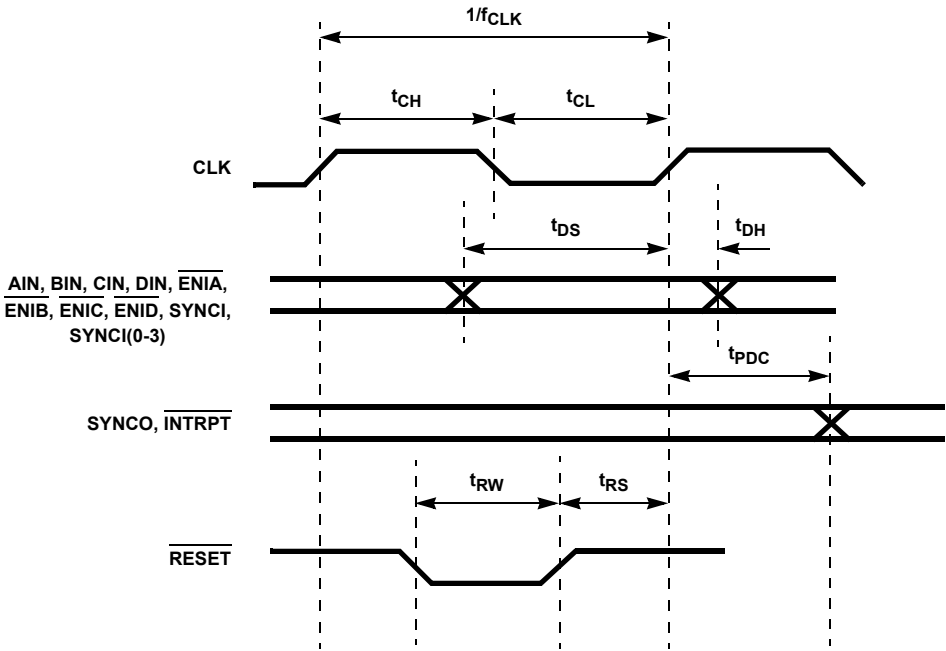 1/fCLK
tCH
tCL
CLK
tDS
tDH
AIN, BIN, CIN, DIN, ENIA,
ENIB, ENIC, ENID, SYNCI,
SYNCI(0-3)
tPDC
SYNCO, INTRPT
tRW
tRS
RESET